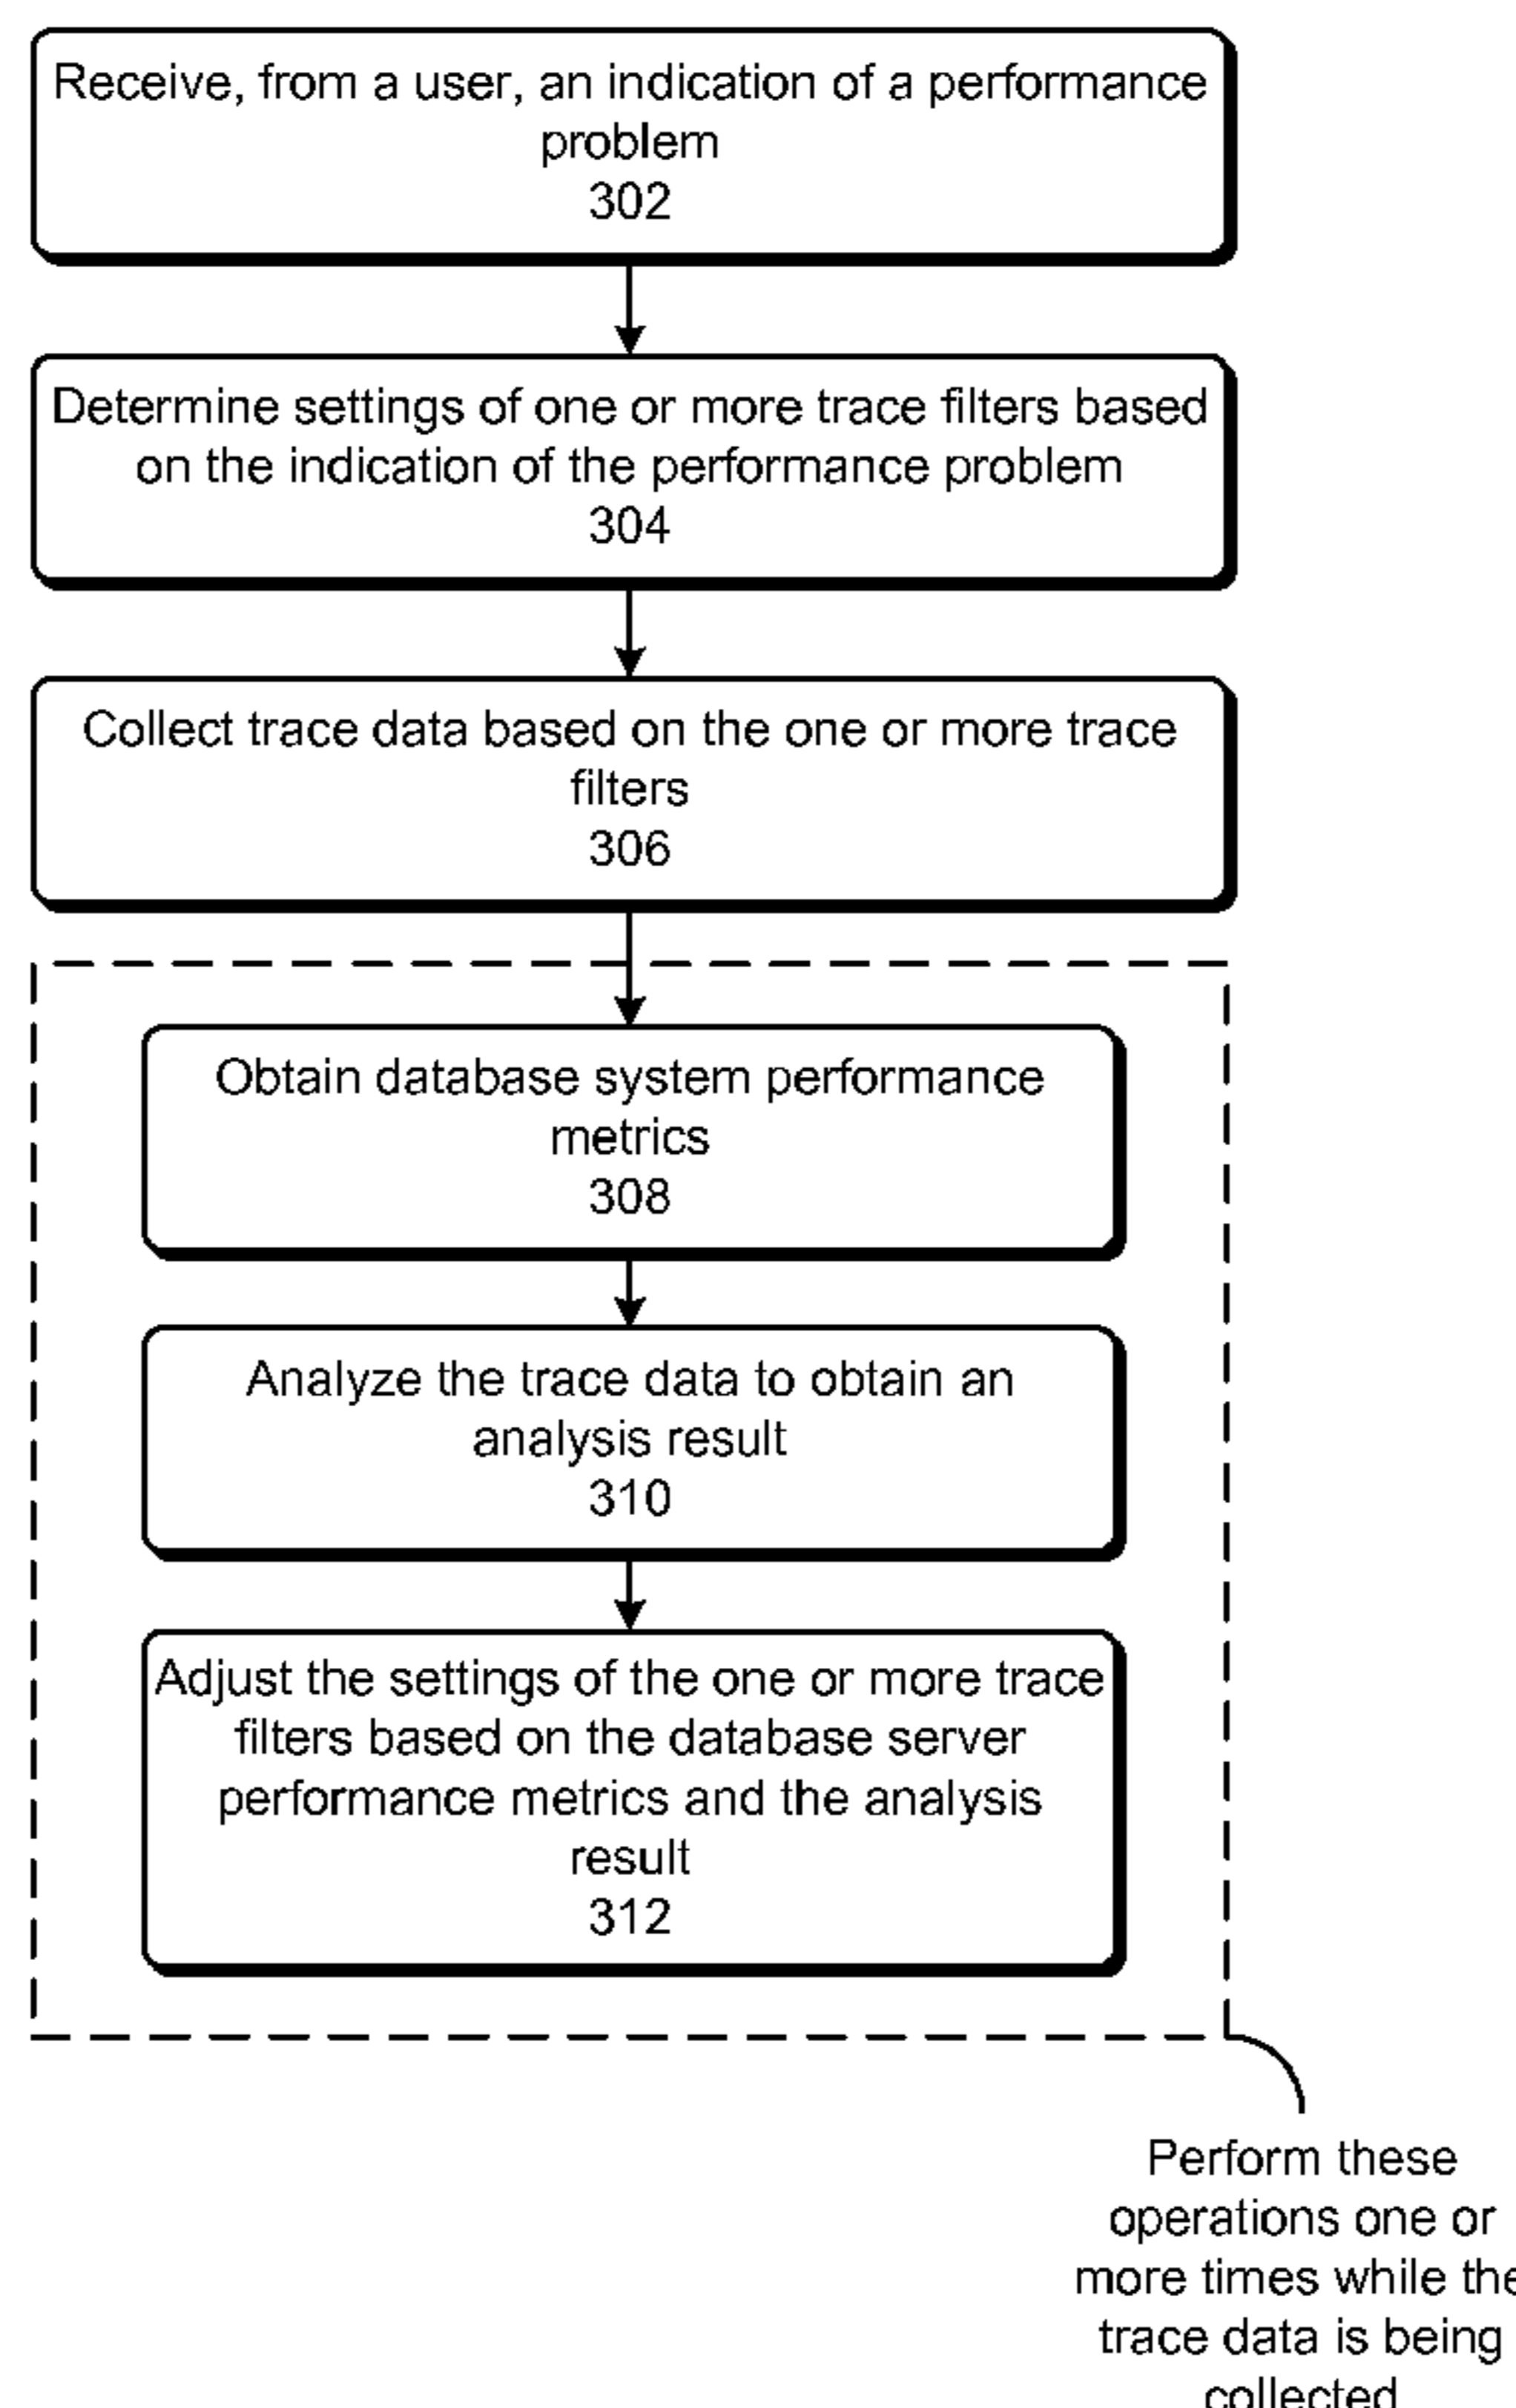 Receive, from a user, an indication of a performance
problem
302
Determine settings of one or more trace filters based
on the indication of the performance problem
304
Collect trace data based on the one or more trace
filters
306
Obtain database system performance
metrics
308
Analyze the trace data to obtain an
analysis result
310
Adjust the settings of the one or more trace
filters based on the database server
performance metrics and the analysis
result
312
Perform these
operations one or
more times while the
trace data is being
collected